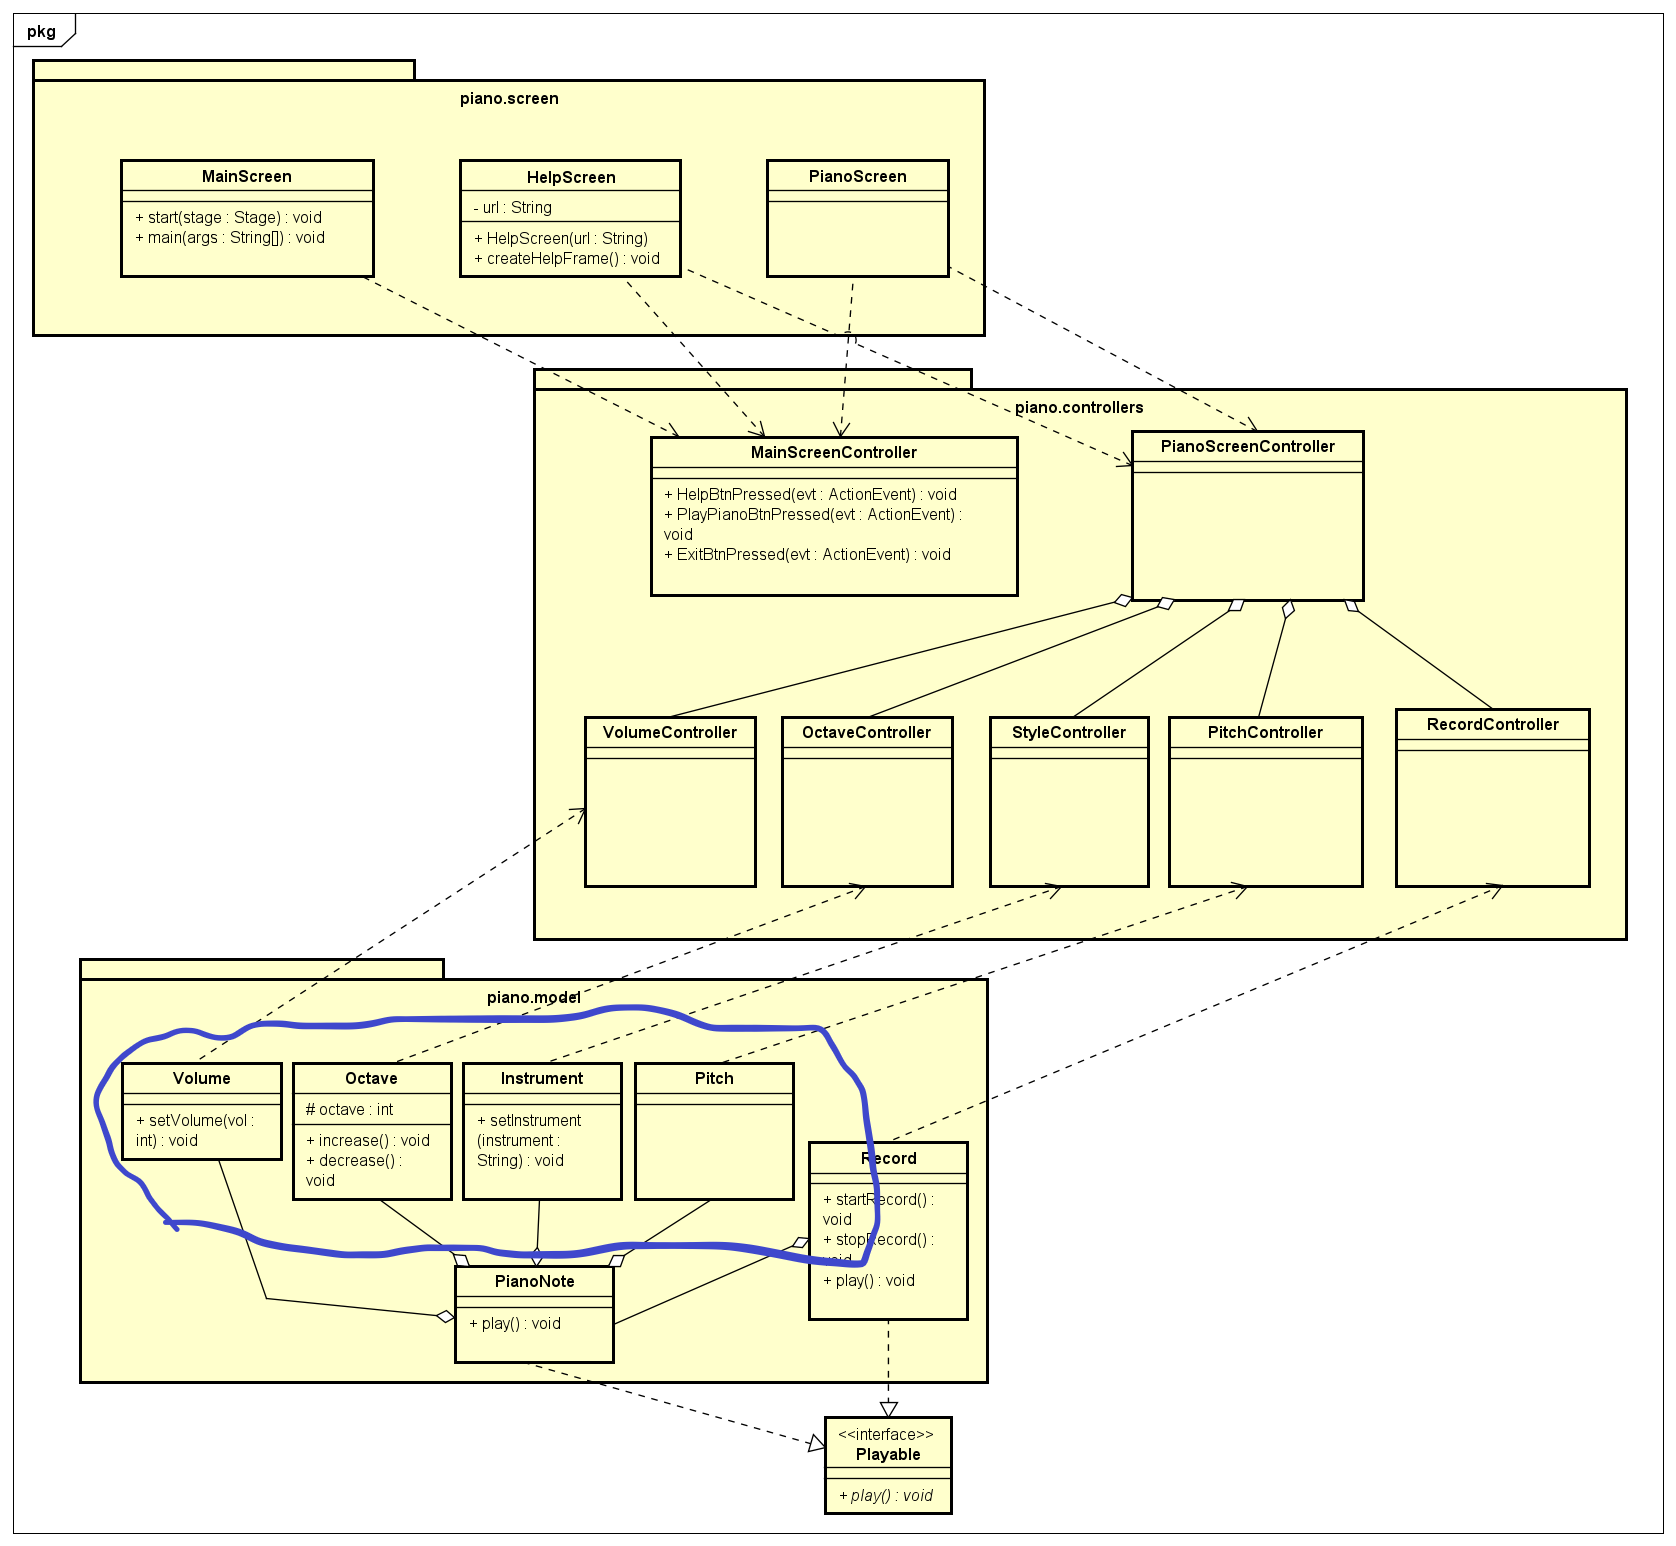 pkg
piano.screen
MainScreen
+ start(stage : Stage) : void
+ main(args : String[]) : void
HelpScreen
- url : String
+ HelpScreen(url : String)
+ createHelpFrame() : void
PianoScreen
piano.controllers
MainScreenController
+ HelpBtnPressed(evt : ActionEvent) : void
+ PlayPianoBtnPressed(evt : ActionEvent) :
void
+ ExitBtnPressed(evt : ActionEvent) : void
PianoScreenController
VolumeController
OctaveController
StyleController
PitchController
RecordController
piano.model
Volume
+ setVolume(vol :
int) : void
Octave
# octave : int
+ increase() : void
+ decrease() :
void
Instrument
+ setInstrument
(instrument :
String) : void
Pitch
Record
+ startRecord() :
void
+ stopRecord() :
void
+ play() : void
PianoNote
+ play() : void
<<interface>>
Playable
+ play() : void